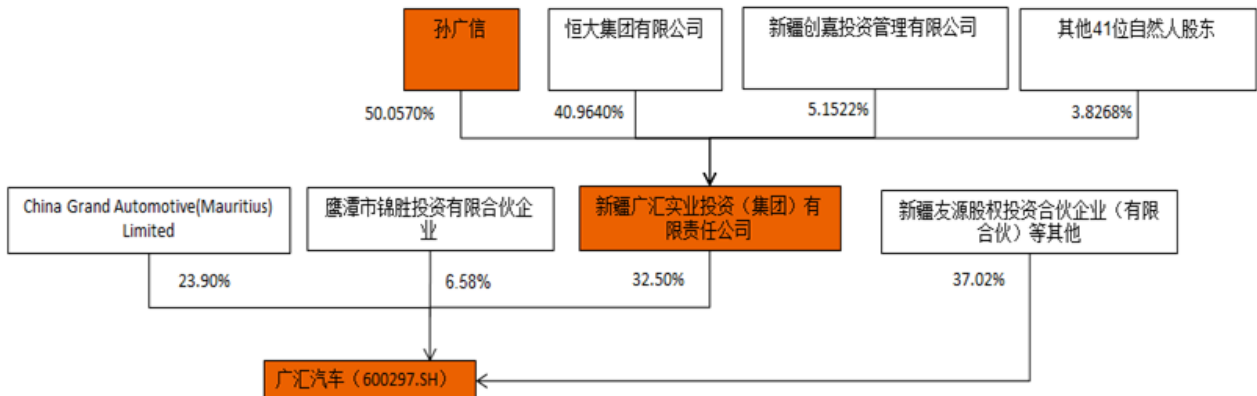 孙广信
恒大集团有限公司
新疆创嘉投资管理有限公司
其他41位自然人股东
50.0570%
40.9640%
5.1522%
3.8268%
China Grand Automotive(Mauritius)
Limited
鹰潭市锦胜投资有限合伙企
业
新疆广汇实业投资（集团）有
限责任公司
新疆友源股权投资合伙企业（有限
合伙）等其他
23.90%
6.58%
32.50%
37.02%
广汇汽车（600297.SH）